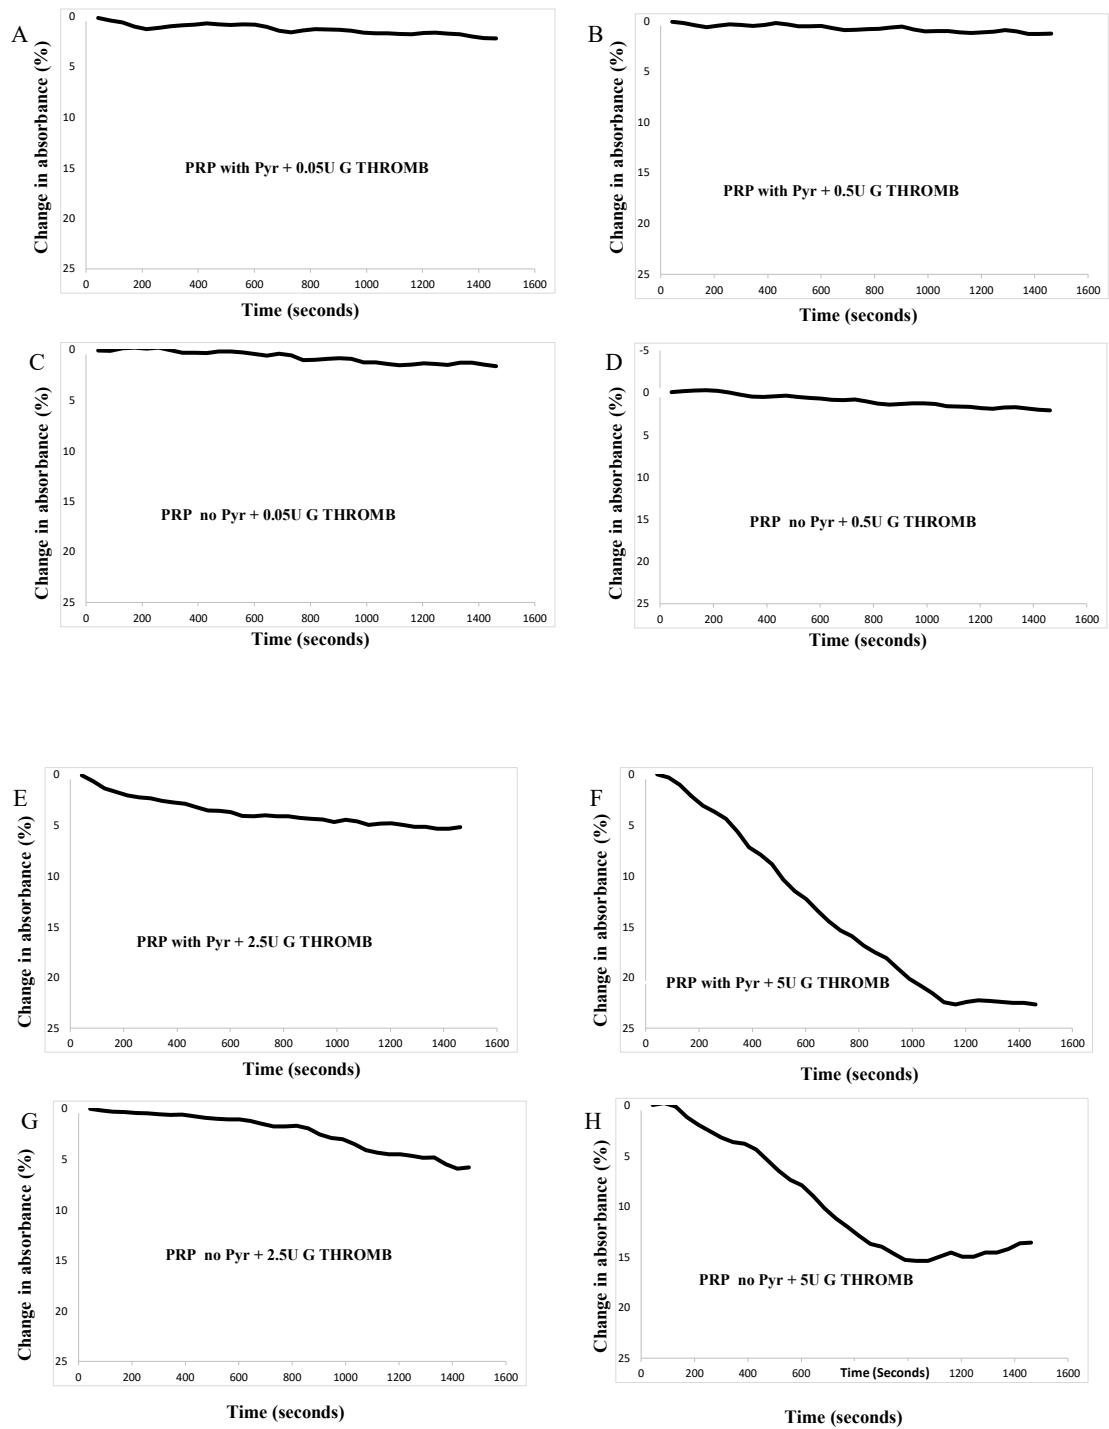 A
Change in absorbance (%)
0
5
10
15
20
25
PRP with Pyr + 0.05U G THROMB
0 200 400 600 800 1000 1200 1400 1600
Time (seconds)
B
Change in absorbance (%)
0
5
10
15
20
25
PRP with Pyr + 0.5U G THROMB
0 200 400 600 800 1000 1200 1400 1600
Time (seconds)
C
Change in absorbance (%)
0
5
10
15
20
25
PRP no Pyr + 0.05U G THROMB
0 200 400 600 800 1000 1200 1400 1600
Time (seconds)
D
Change in absorbance (%)
-5
0
5
10
15
20
25
PRP no Pyr + 0.5U G THROMB
0 200 400 600 800 1000 1200 1400 1600
Time (seconds)
E
Change in absorbance (%)
0
5
10
15
20
25
PRP with Pyr + 2.5U G THROMB
0 200 400 600 800 1000 1200 1400 1600
Time (seconds)
F
Change in absorbance (%)
0
5
10
15
20
25
PRP with Pyr + 5U G THROMB
0 200 400 600 800 1000 1200 1400 1600
Time (seconds)
G
Change in absorbance (%)
0
5
10
15
20
25
PRP no Pyr + 2.5U G THROMB
0 200 400 600 800 1000 1200 1400 1600
Time (seconds)
H
Change in absorbance (%)
0
5
10
15
20
25
PRP no Pyr + 5U G THROMB
0 200 400 600 Time (Seconds) 1200 1400 1600
Time (seconds)